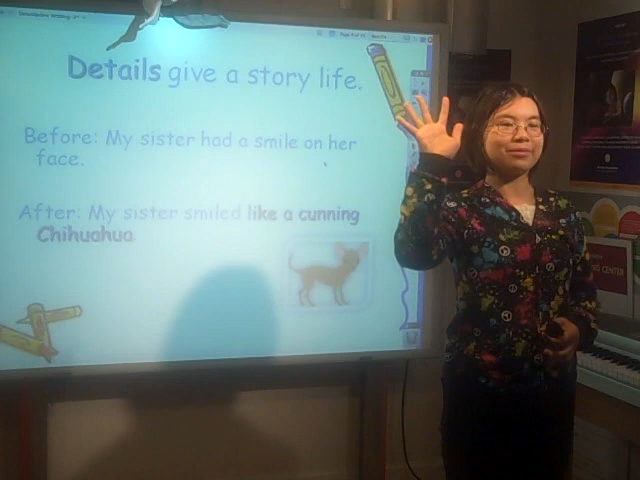 Details give a story life.
Before: My sister had a smile on her
face.
After: My sister smiled like a cunning
Chihuahua.
CENTER